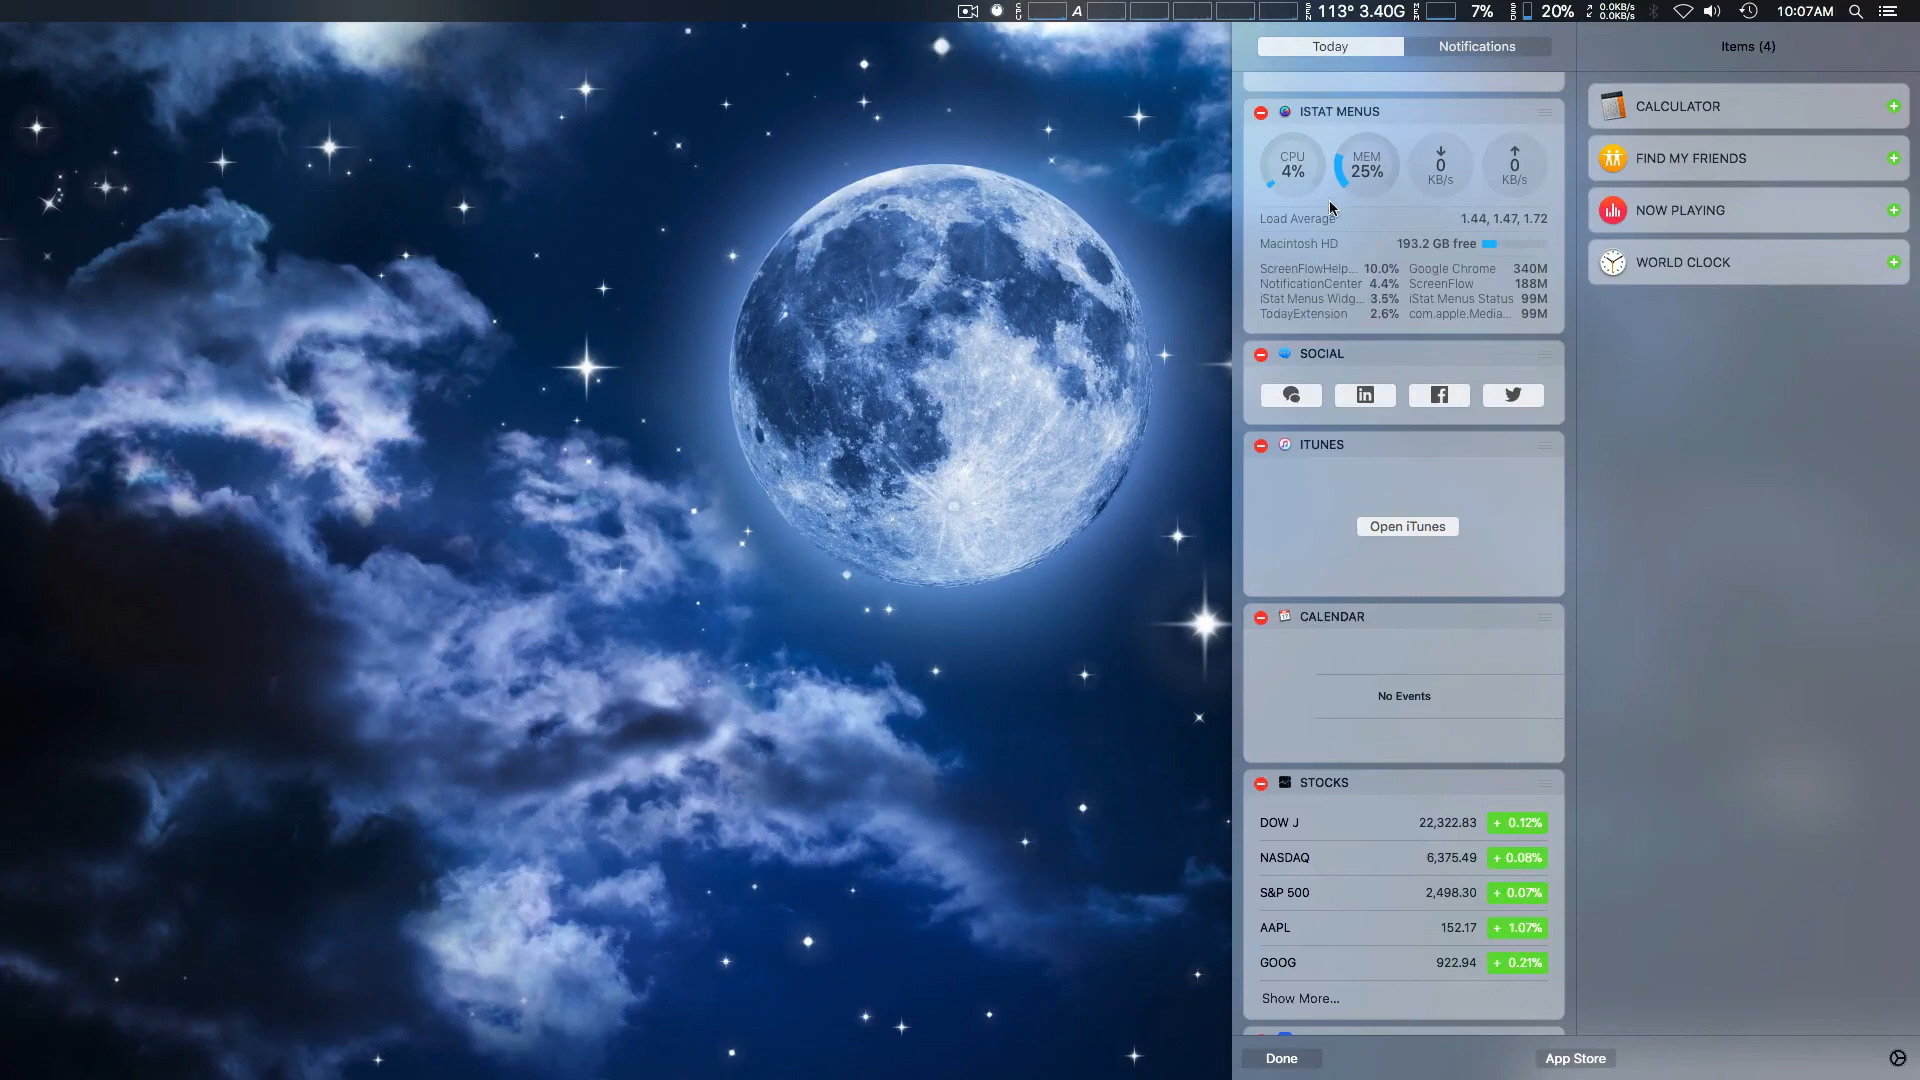 CPU A SEN 113° 3.40G MEM 7% SSD 20% 0.0KB/s 10:07AM
0.0KB/s
Today Notifications
Items (4)
ISTAT MENUS
CPU 4%
MEM 25%
0 KB/s
0 KB/s
Load Average 1.44, 1.47, 1.72
Macintosh HD 193.2 GB free
ScreenFlowHelp... 10.0% Google Chrome 340M
NotificationCenter 4.4% ScreenFlow 188M
iStat Menus Widg... 3.5% iStat Menus Status 99M
TodayExtension 2.6% com.apple.Media... 99M
SOCIAL
in f
ITUNES
Open iTunes
CALENDAR
No Events
STOCKS
DOW J 22,322.83 + 0.12%
NASDAQ 6,375.49 + 0.08%
S&P 500 2,498.30 + 0.07%
AAPL 152.17 + 1.07%
GOOG 922.94 + 0.21%
Show More...
Done
App Store
CALCULATOR
FIND MY FRIENDS
NOW PLAYING
WORLD CLOCK